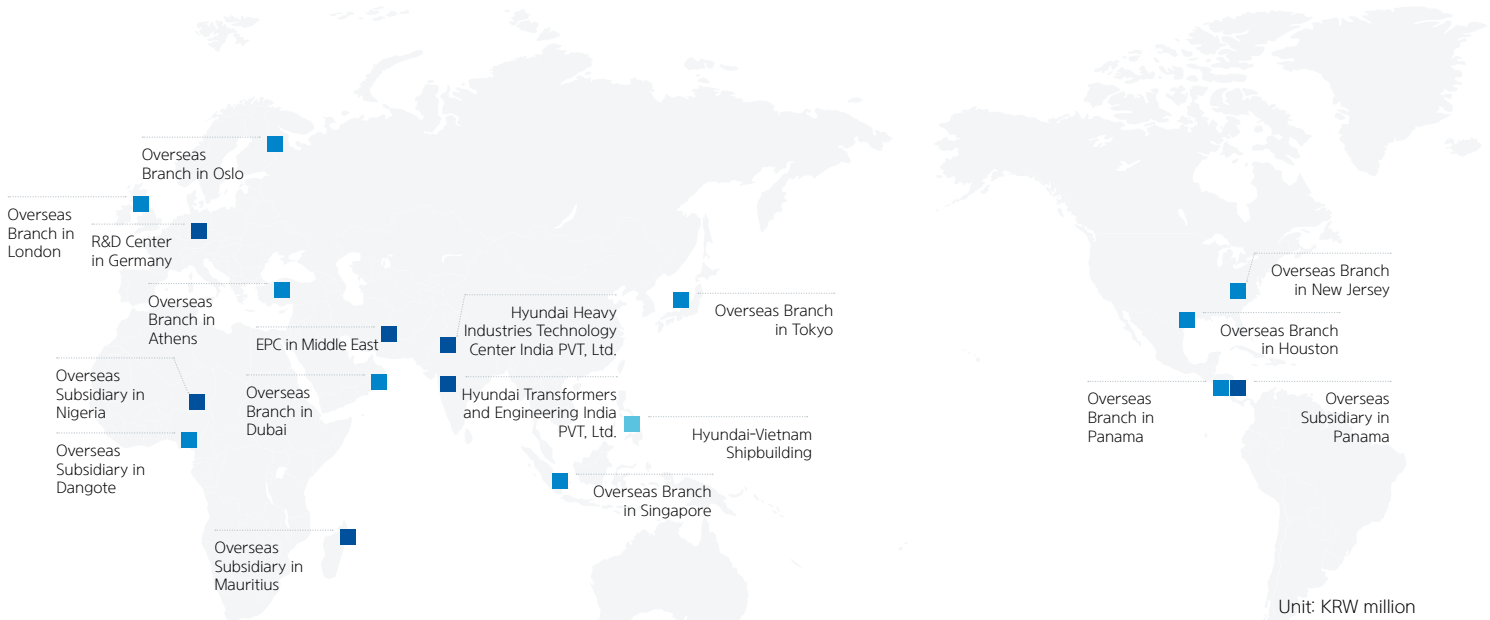 Overseas
Branch in Oslo
Overseas
Branch in
London
R&D Center
in Germany
Overseas
Branch in
Athens
EPC in Middle East
Hyundai Heavy
Industries Technology
Center India PVT, Ltd.
Overseas Branch
in Tokyo
Overseas
Subsidiary in
Nigeria
Overseas
Branch in
Dubai
Hyundai Transformers
and Engineering India
PVT, Ltd.
Overseas
Subsidiary in
Dangote
Hyundai-Vietnam
Shipbuilding
Overseas Branch
in Singapore
Overseas
Subsidiary in
Mauritius
Overseas Branch
in New Jersey
Overseas Branch
in Houston
Overseas
Branch in
Panama
Overseas
Subsidiary in
Panama
Unit: KRW million